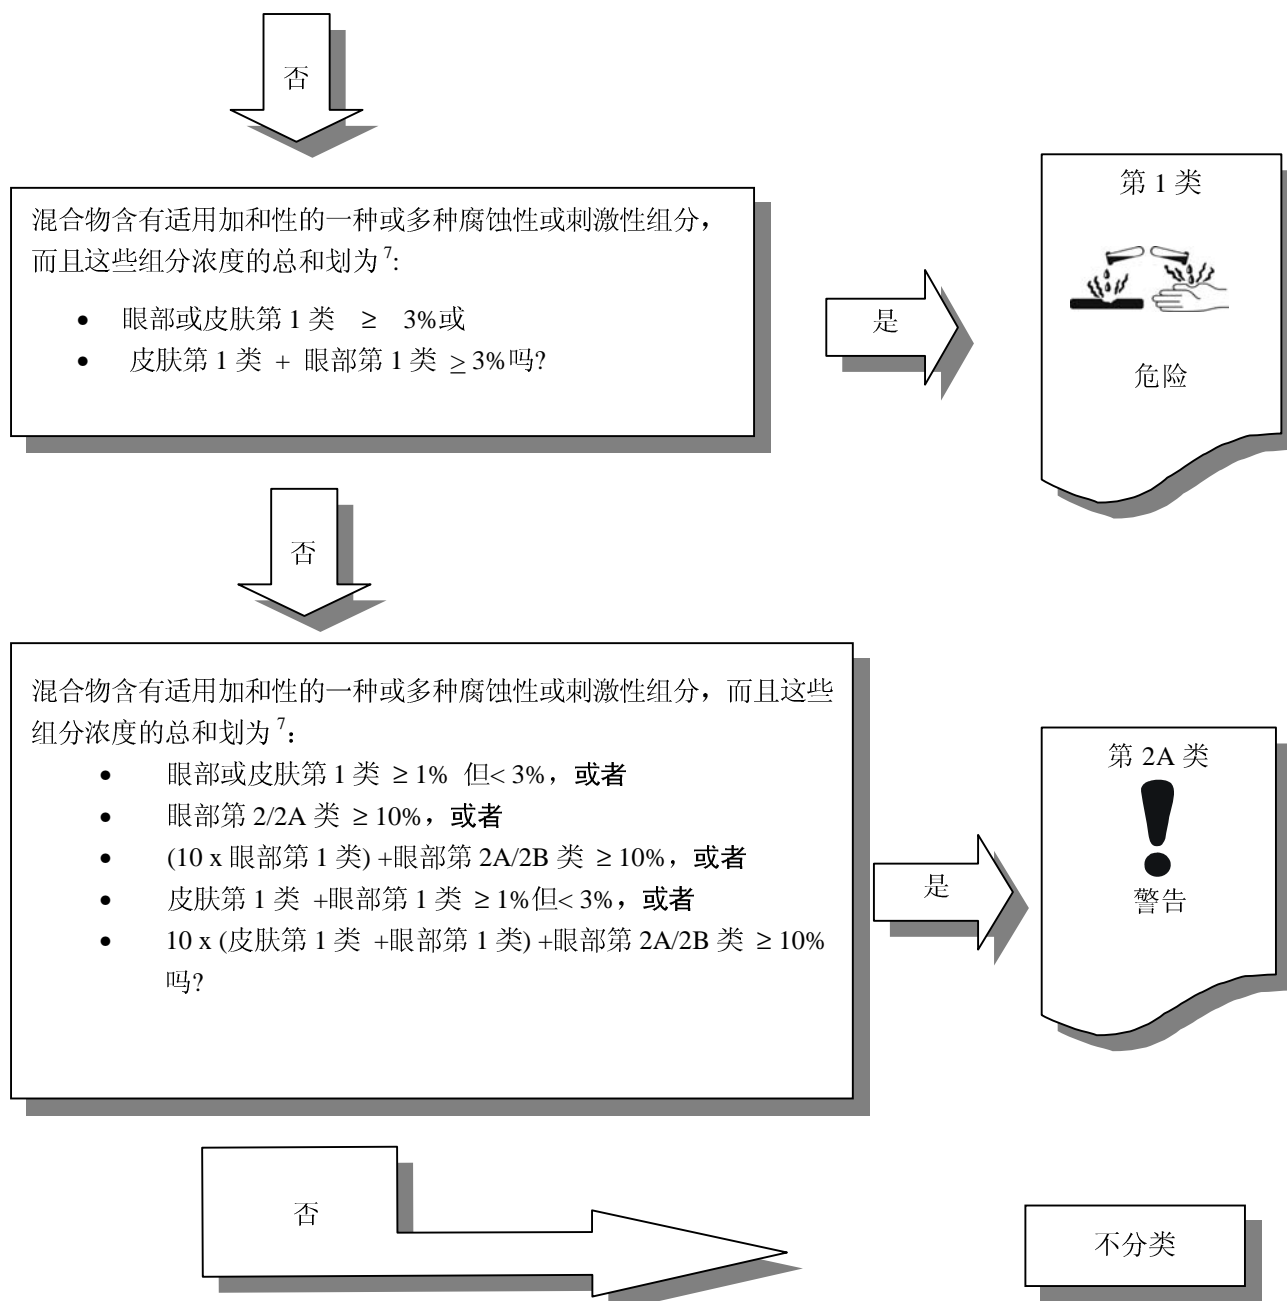 否
混合物含有适用加和性的一种或多种腐蚀性或刺激性组分，
而且这些组分浓度的总和划为 7:
• 眼部或皮肤第 1 类 ≥ 3%或
• 皮肤第 1 类 + 眼部第 1 类 ≥ 3%吗?
是
第 1 类
危险
否
混合物含有适用加和性的一种或多种腐蚀性或刺激性组分，而且这些
组分浓度的总和划为 7：
• 眼部或皮肤第 1 类 ≥ 1% 但< 3%，或者
• 眼部第 2/2A 类 ≥ 10%，或者
• (10 x 眼部第 1 类) +眼部第 2A/2B 类 ≥ 10%，或者
• 皮肤第 1 类 +眼部第 1 类 ≥ 1%但< 3%，或者
• 10 x (皮肤第 1 类 +眼部第 1 类) +眼部第 2A/2B 类 ≥ 10%
吗?
是
第 2A 类
警告
否
不分类